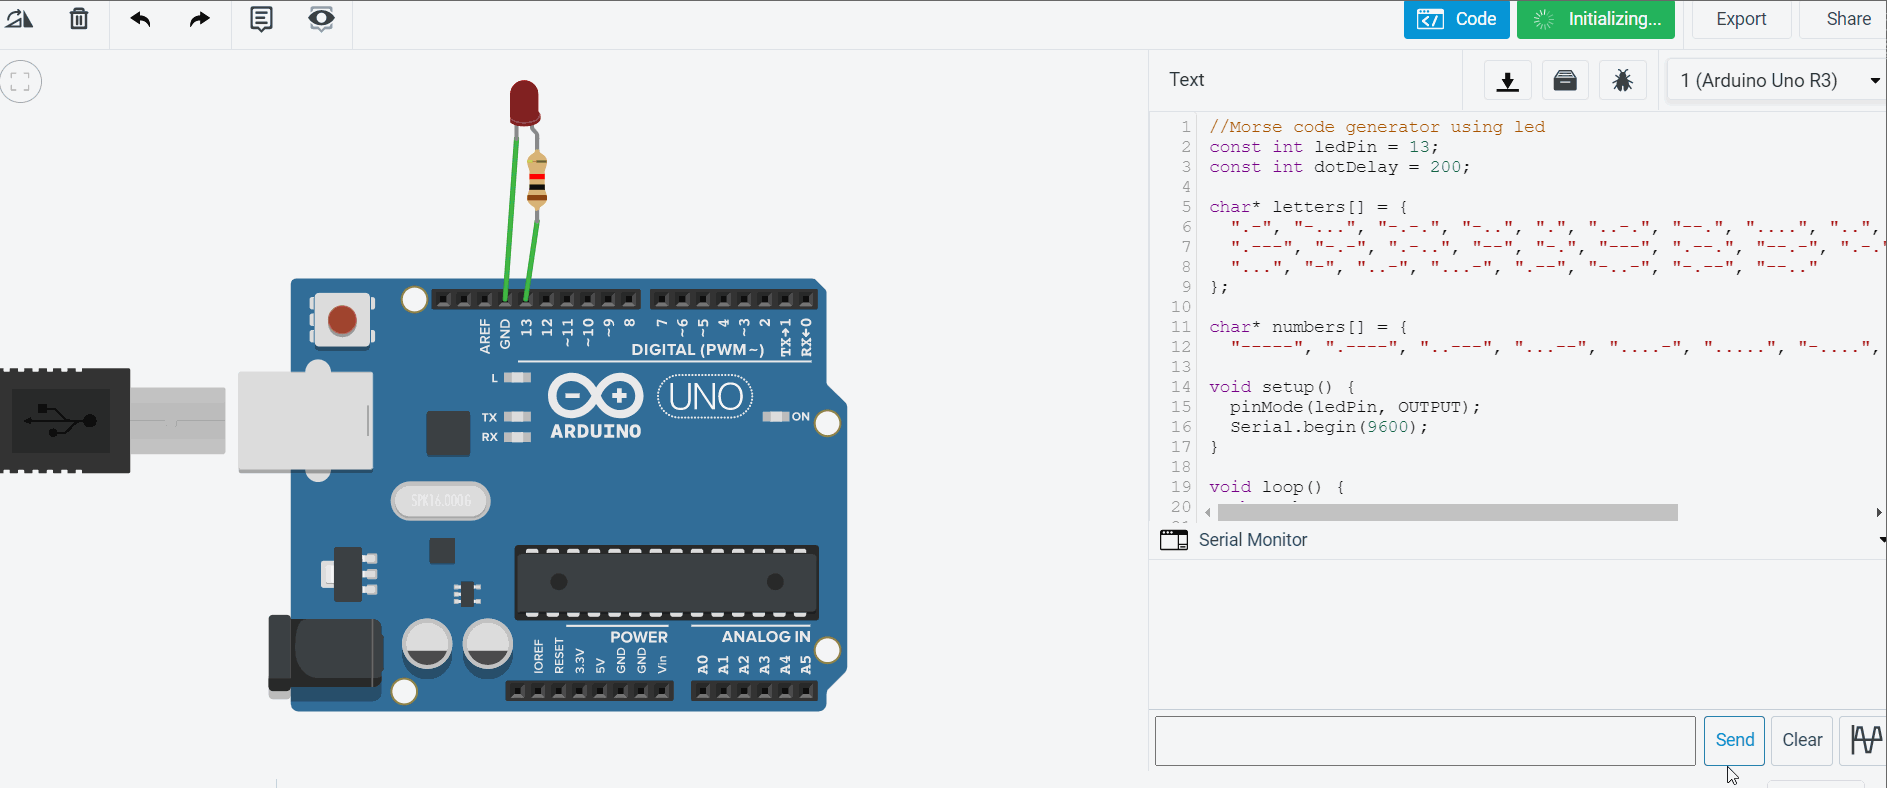 Code
Initializing...
Export
Share
Text
1 (Arduino Uno R3)
1 //Morse code generator using led
2 const int ledPin = 13;
3 const int dotDelay = 200;
4
5 char* letters[] = {
6 ".-", "-...", "-.-.", "-..", ".", "..-.", "--.", "....", "..",
7 ".---", "-.-", ".-..", "--", "-.", "---", ".--.", "--.-", ".-.
8 "...", "-", "..-", "...-", ".--", "-..-", "-.--", "--.."
9 };
10
11 char* numbers[] = {
12 "-----", ".----", "..---", "...--", "....-", ".....", "-....",
13
14 void setup() {
15 pinMode(ledPin, OUTPUT);
16 Serial.begin(9600);
17 }
18
19 void loop() {
20
Serial Monitor
Send
Clear
AREF
GND
13
12
~11
~10
~9
8
7
~6
~5
4
~3
2
TX→1
RX←0
DIGITAL (PWM~)
L
TX
RX
UNO
ARDUINO
ON
SPK16.000G
POWER
ANALOG IN
IOREF
RESET
3.3V
5V
GND
GND
Vin
A0
A1
A2
A3
A4
A5